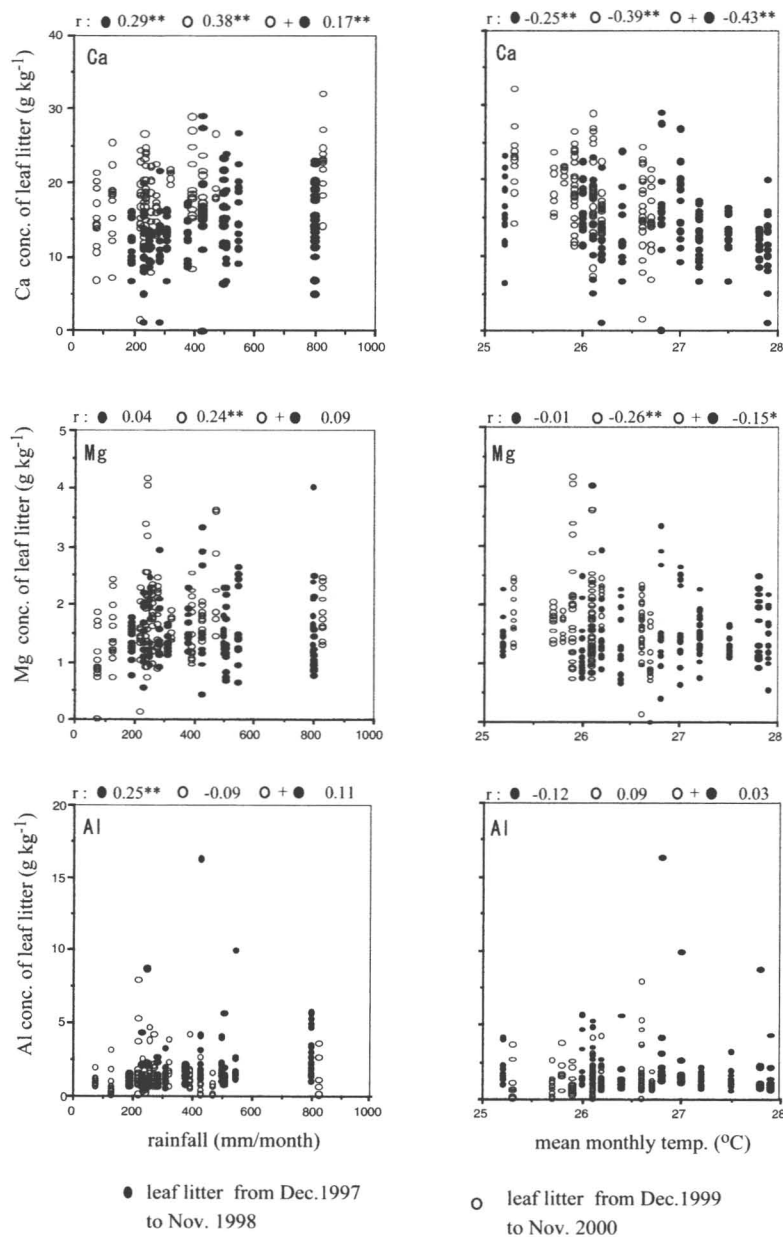 r : ● 0.29** ○ 0.38** ○ + ● 0.17**
Ca
Ca conc. of leaf litter (g kg-1)
40
30
20
10
0
0 200 400 600 800 1000
r : ● -0.25** ○ -0.39** ○ + ● -0.43**
Ca
25 26 27 28
r : ● 0.04 ○ 0.24** ○ + ● 0.09
Mg
Mg conc. of leaf litter (g kg-1)
5
4
3
2
1
0
0 200 400 600 800 1000
r : ● -0.01 ○ -0.26** ○ + ● -0.15*
Mg
25 26 27 28
r : ● 0.25** ○ -0.09 ○ + ● 0.11
Al
Al conc. of leaf litter (g kg-1)
20
15
10
5
0
0 200 400 600 800 1000
rainfall (mm/month)
r : ● -0.12 ○ 0.09 ○ + ● 0.03
Al
25 26 27 28
mean monthly temp. (oC)
● leaf litter from Dec.1997
to Nov. 1998
○ leaf litter from Dec.1999
to Nov. 2000